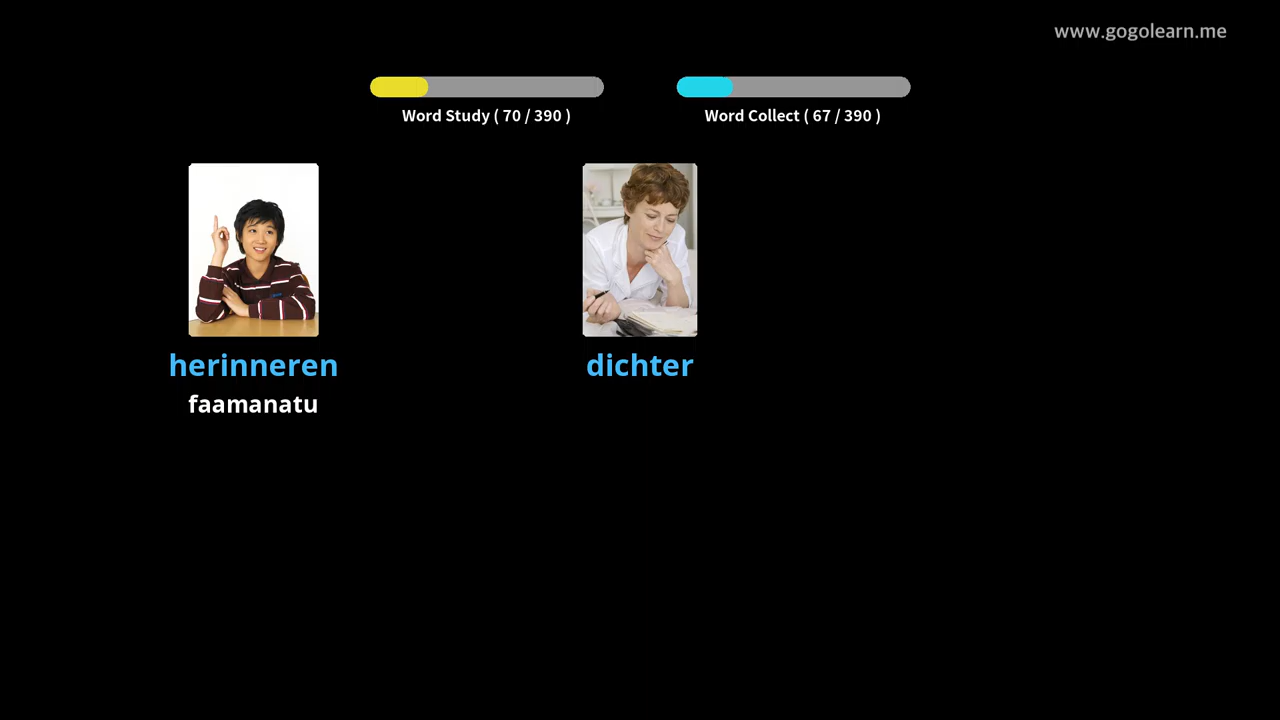 www.gogolearn.me
Word Study ( 70 / 390 )
Word Collect ( 67 / 390 )
herinneren
dichter
faamanatu